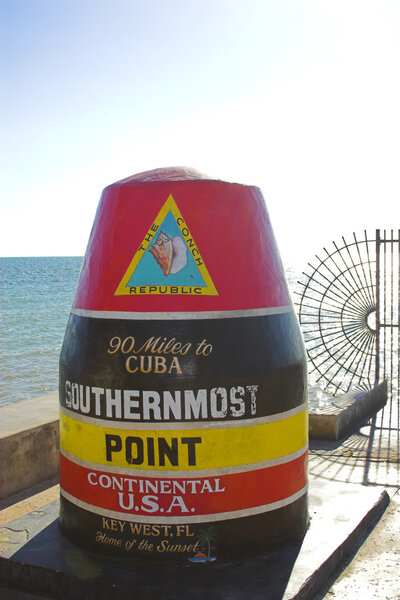 THE CONCH
REPUBLIC
90 Miles to
CUBA
SOUTHERNMOST
POINT
CONTINENTAL
U.S.A.
KEY WEST, FL
Home of the Sunset